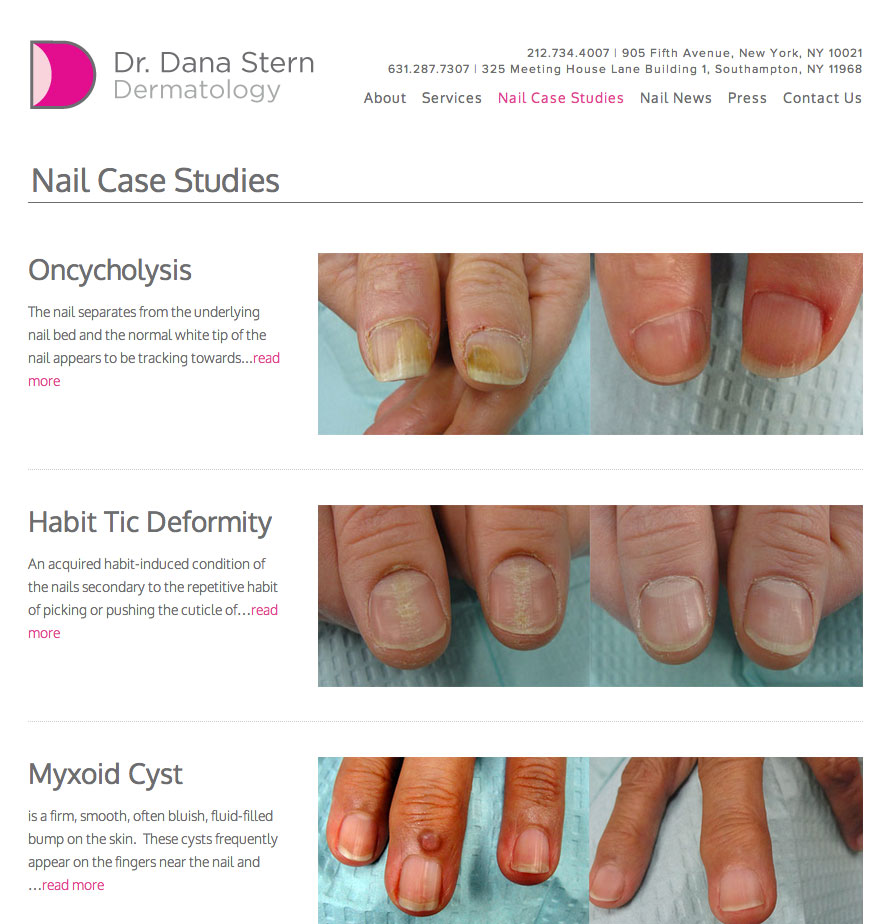 Dr. Dana Stern
Dermatology
212.734.4007 | 905 Fifth Avenue, New York, NY 10021
631.287.7307 | 325 Meeting House Lane Building 1, Southampton, NY 11968
About Services Nail Case Studies Nail News Press Contact Us
Nail Case Studies
Oncycholysis
The nail separates from the underlying
nail bed and the normal white tip of the
nail appears to be tracking towards...read
more
Habit Tic Deformity
An acquired habit-induced condition of
the nails secondary to the repetitive habit
of picking or pushing the cuticle of...read
more
Myxoid Cyst
is a firm, smooth, often bluish, fluid-filled
bump on the skin. These cysts frequently
appear on the fingers near the nail and
...read more